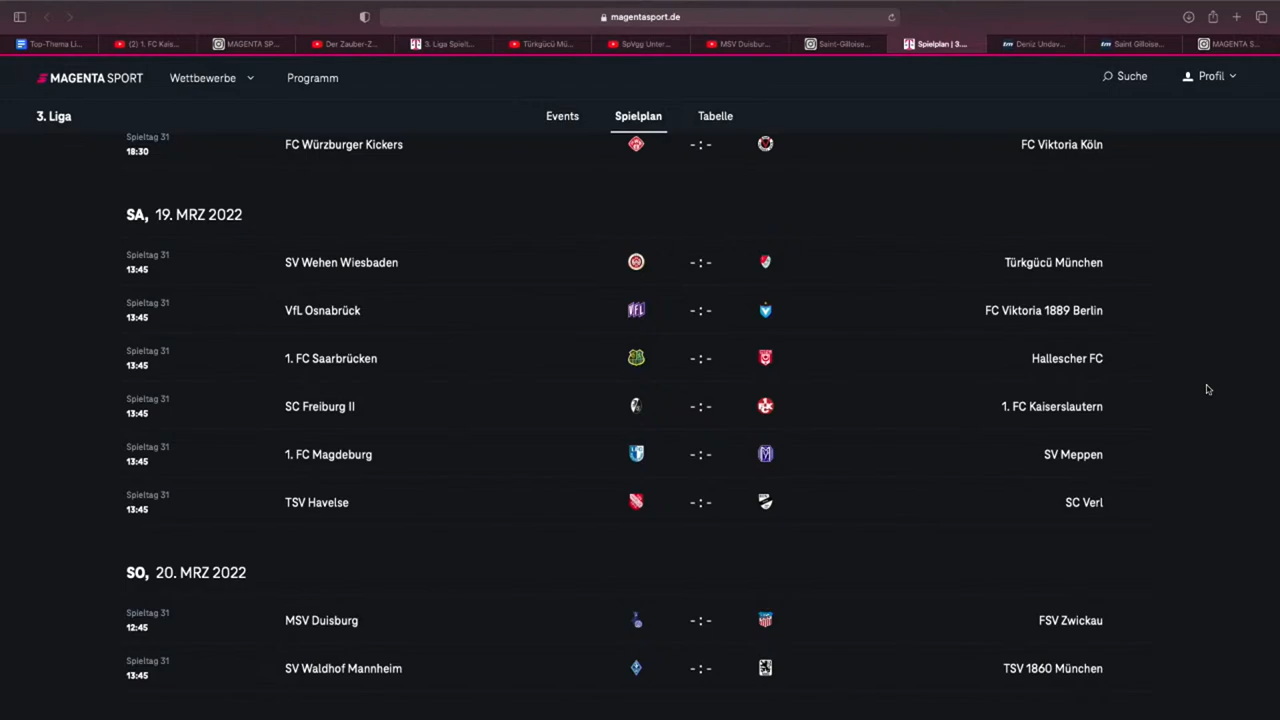 magentasport.de
Top-Thema Li...
(2) 1. FC Kais...
MAGENTA SP...
Der Zauber-Z...
3. Liga Spielt...
Türkgücü Mü...
SpVgg Unter...
MSV Duisbur...
Saint-Gilloise...
Spielplan | 3....
Deniz Undav...
Saint Gilloise...
MAGENTA S...
MAGENTA SPORT
Wettbewerbe
Programm
Suche
Profil
3. Liga
Events
Spielplan
Tabelle
Spieltag 31
18:30
FC Würzburger Kickers
- : -
FC Viktoria Köln
SA, 19. MRZ 2022
Spieltag 31
13:45
SV Wehen Wiesbaden
- : -
Türkgücü München
Spieltag 31
13:45
VfL Osnabrück
- : -
FC Viktoria 1889 Berlin
Spieltag 31
13:45
1. FC Saarbrücken
- : -
Hallescher FC
Spieltag 31
13:45
SC Freiburg II
- : -
1. FC Kaiserslautern
Spieltag 31
13:45
1. FC Magdeburg
- : -
SV Meppen
Spieltag 31
13:45
TSV Havelse
- : -
SC Verl
SO, 20. MRZ 2022
Spieltag 31
12:45
MSV Duisburg
- : -
FSV Zwickau
Spieltag 31
13:45
SV Waldhof Mannheim
- : -
TSV 1860 München